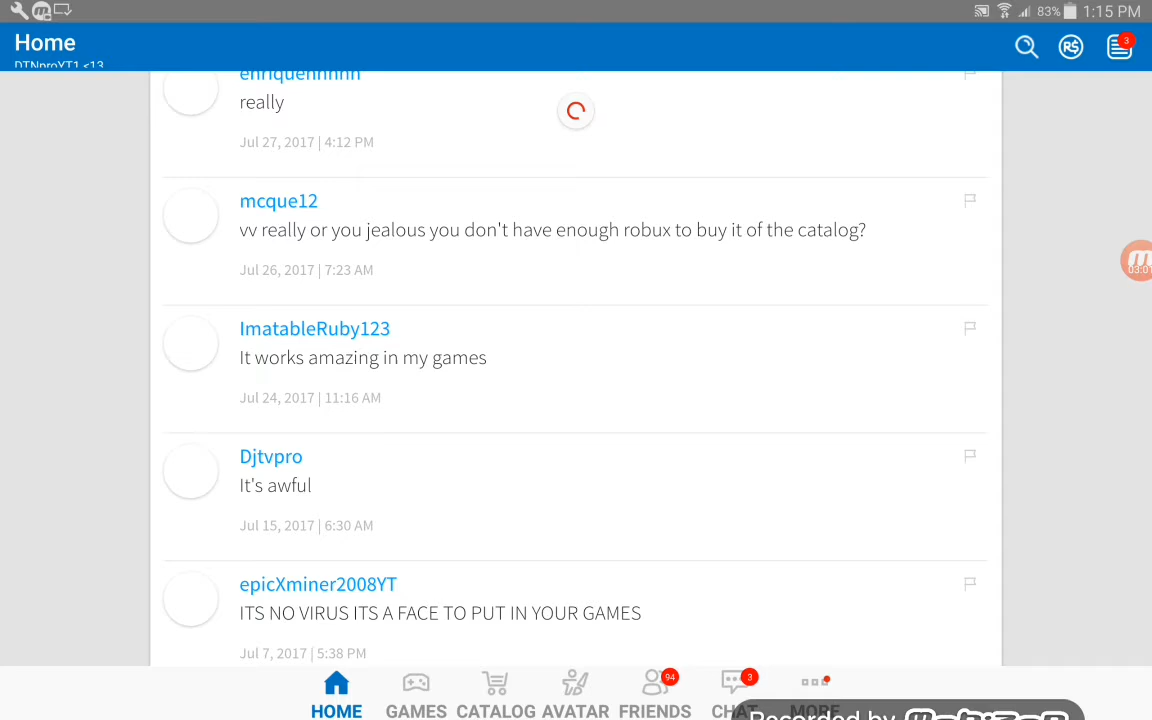 83% 1:15 PM
Home
DTNproYT1 <13
3
enriquehhhhh
really
Jul 27, 2017 | 4:12 PM
mcque12
vv really or you jealous you don't have enough robux to buy it of the catalog?
Jul 26, 2017 | 7:23 AM
03:01
ImatableRuby123
It works amazing in my games
Jul 24, 2017 | 11:16 AM
Djtvpro
It's awful
Jul 15, 2017 | 6:30 AM
epicXminer2008YT
ITS NO VIRUS ITS A FACE TO PUT IN YOUR GAMES
Jul 7, 2017 | 5:38 PM
94 3
HOME GAMES CATALOG AVATAR FRIENDS CHAT MORE
Recorded by